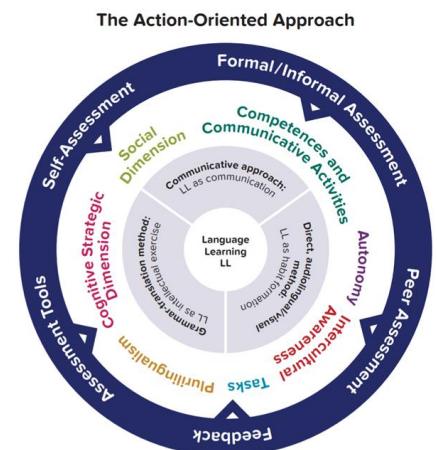 The Action-Oriented Approach
Formal/Informal Assessment
Peer Assessment
Feedback
Assessment Tools
Self-Assessment
Social
Dimension
Competences and
Communicative Activities
Autonomy
Intercultural
Awareness
Tasks
Plurilingualism
Cognitive Strategic
Dimension
Communicative approach:
LL as communication
Direct, audiolingual/visual
method:
LL as habit formation
Grammar-translation method:
LL as intellectual exercise
Language
Learning
LL